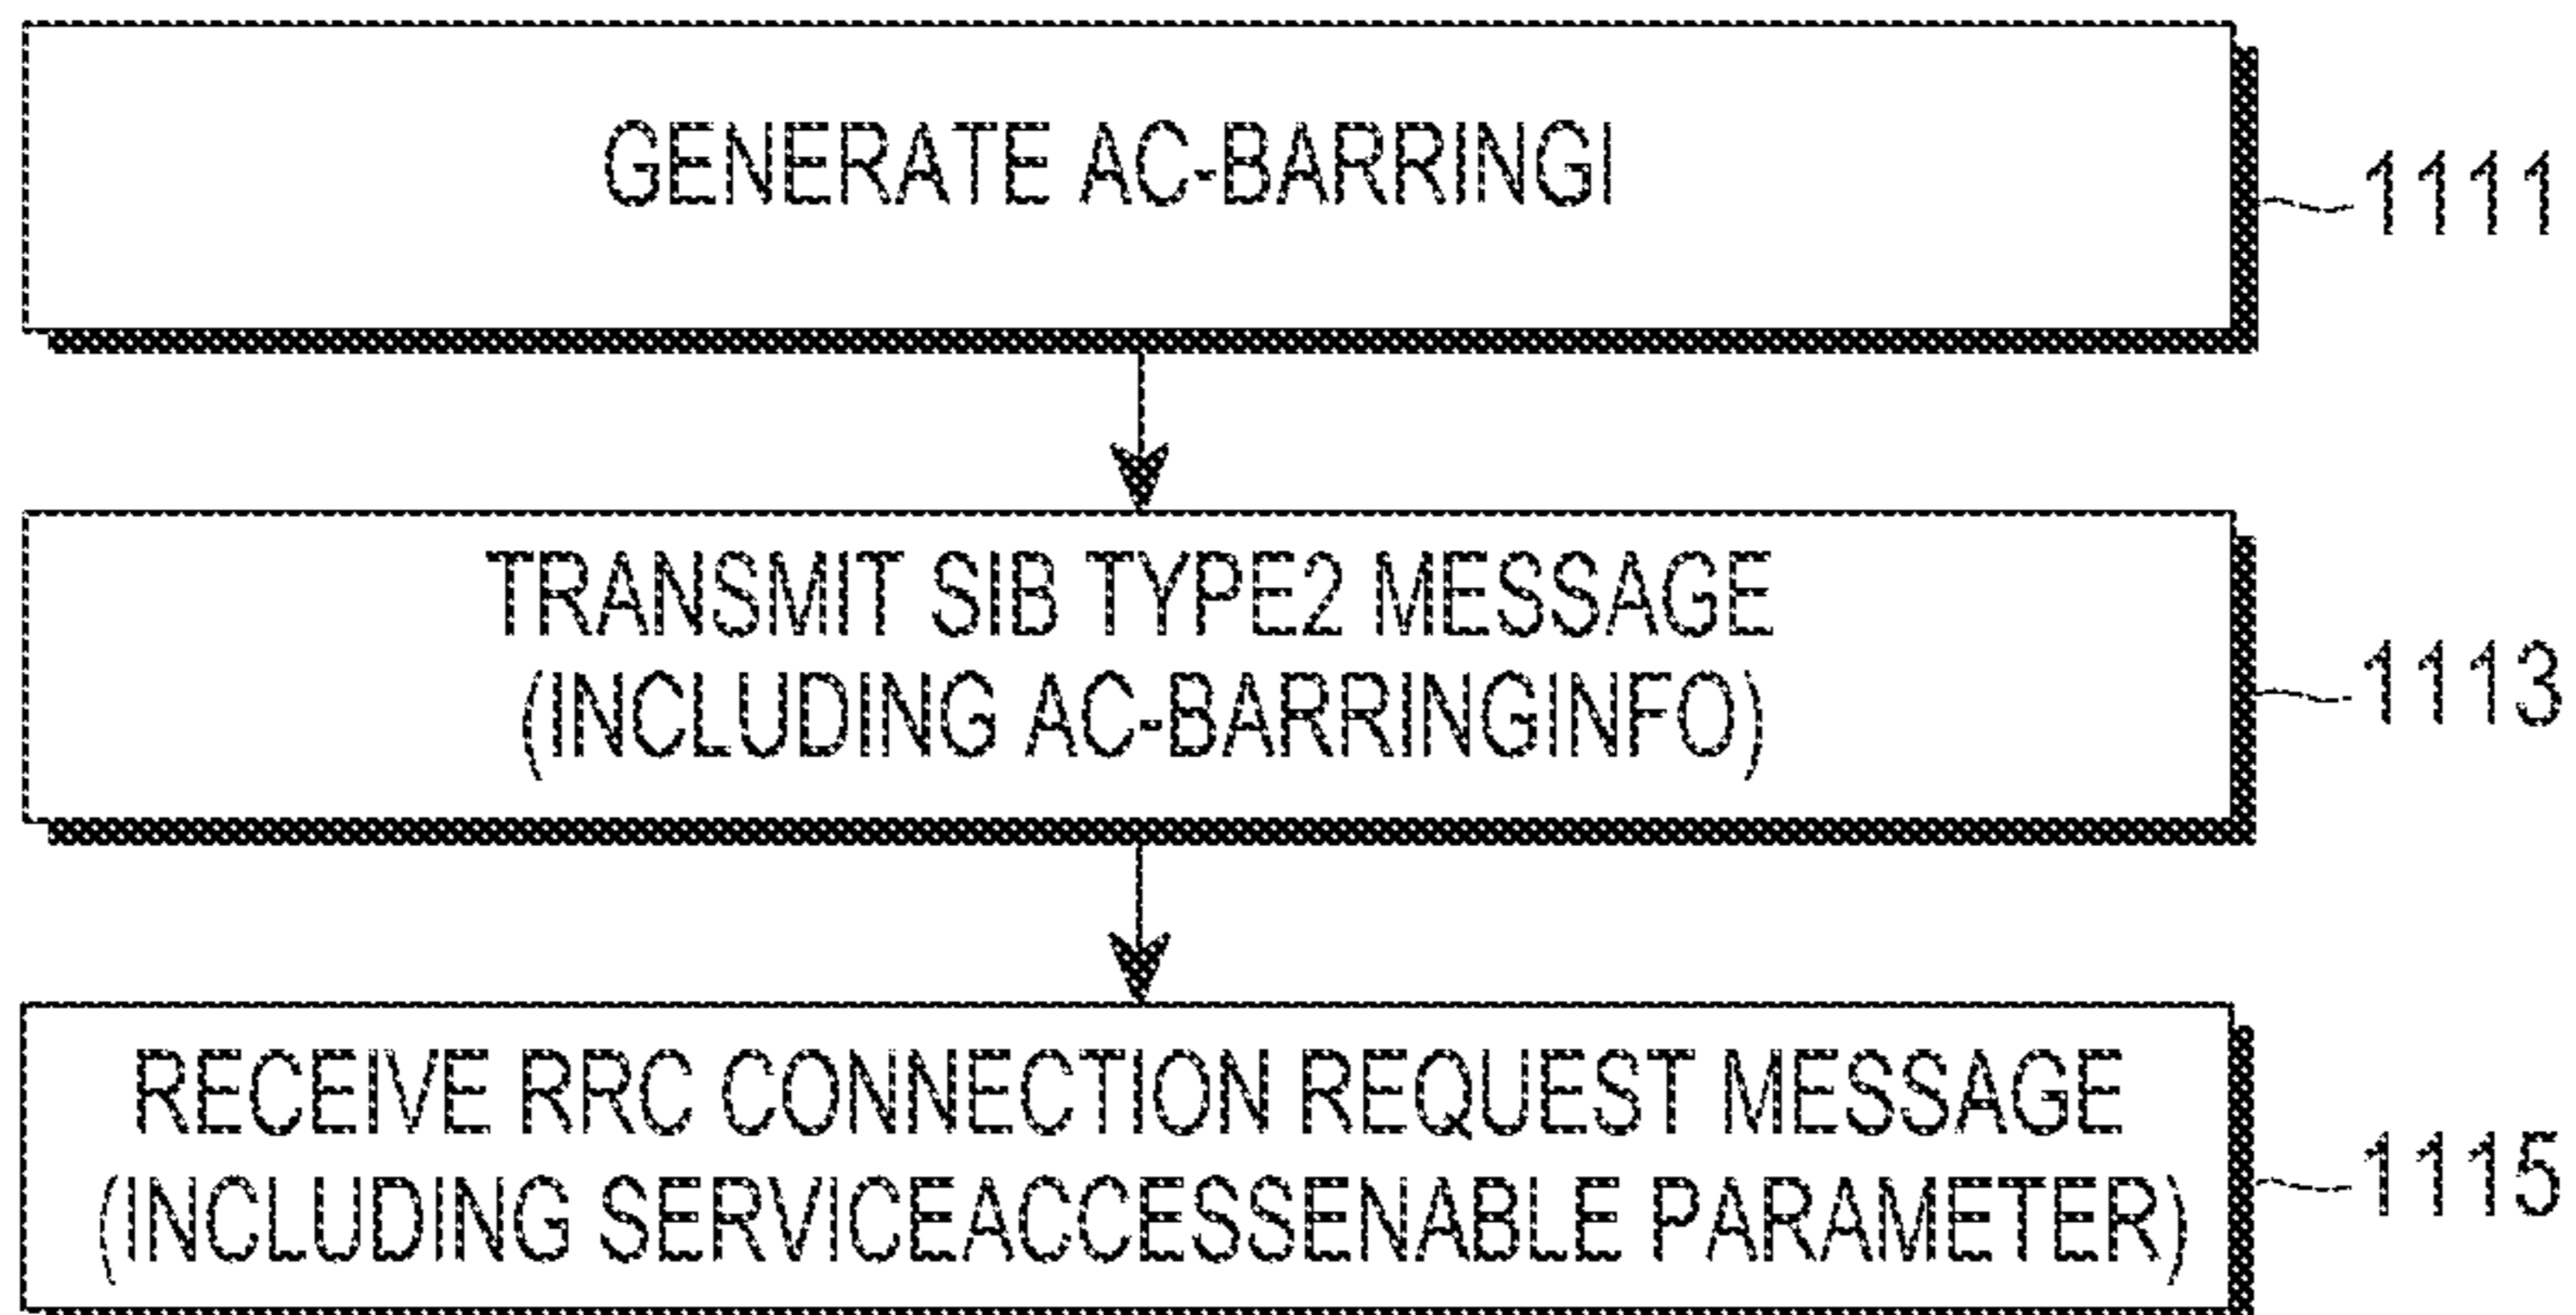 GENERATE AC-BARRINGI
1111
TRANSMIT SIB TYPE2 MESSAGE
(INCLUDING AC-BARRINGINFO)
1113
RECEIVE RRC CONNECTION REQUEST MESSAGE
(INCLUDING SERVICEACCESSENABLE PARAMETER)
1115